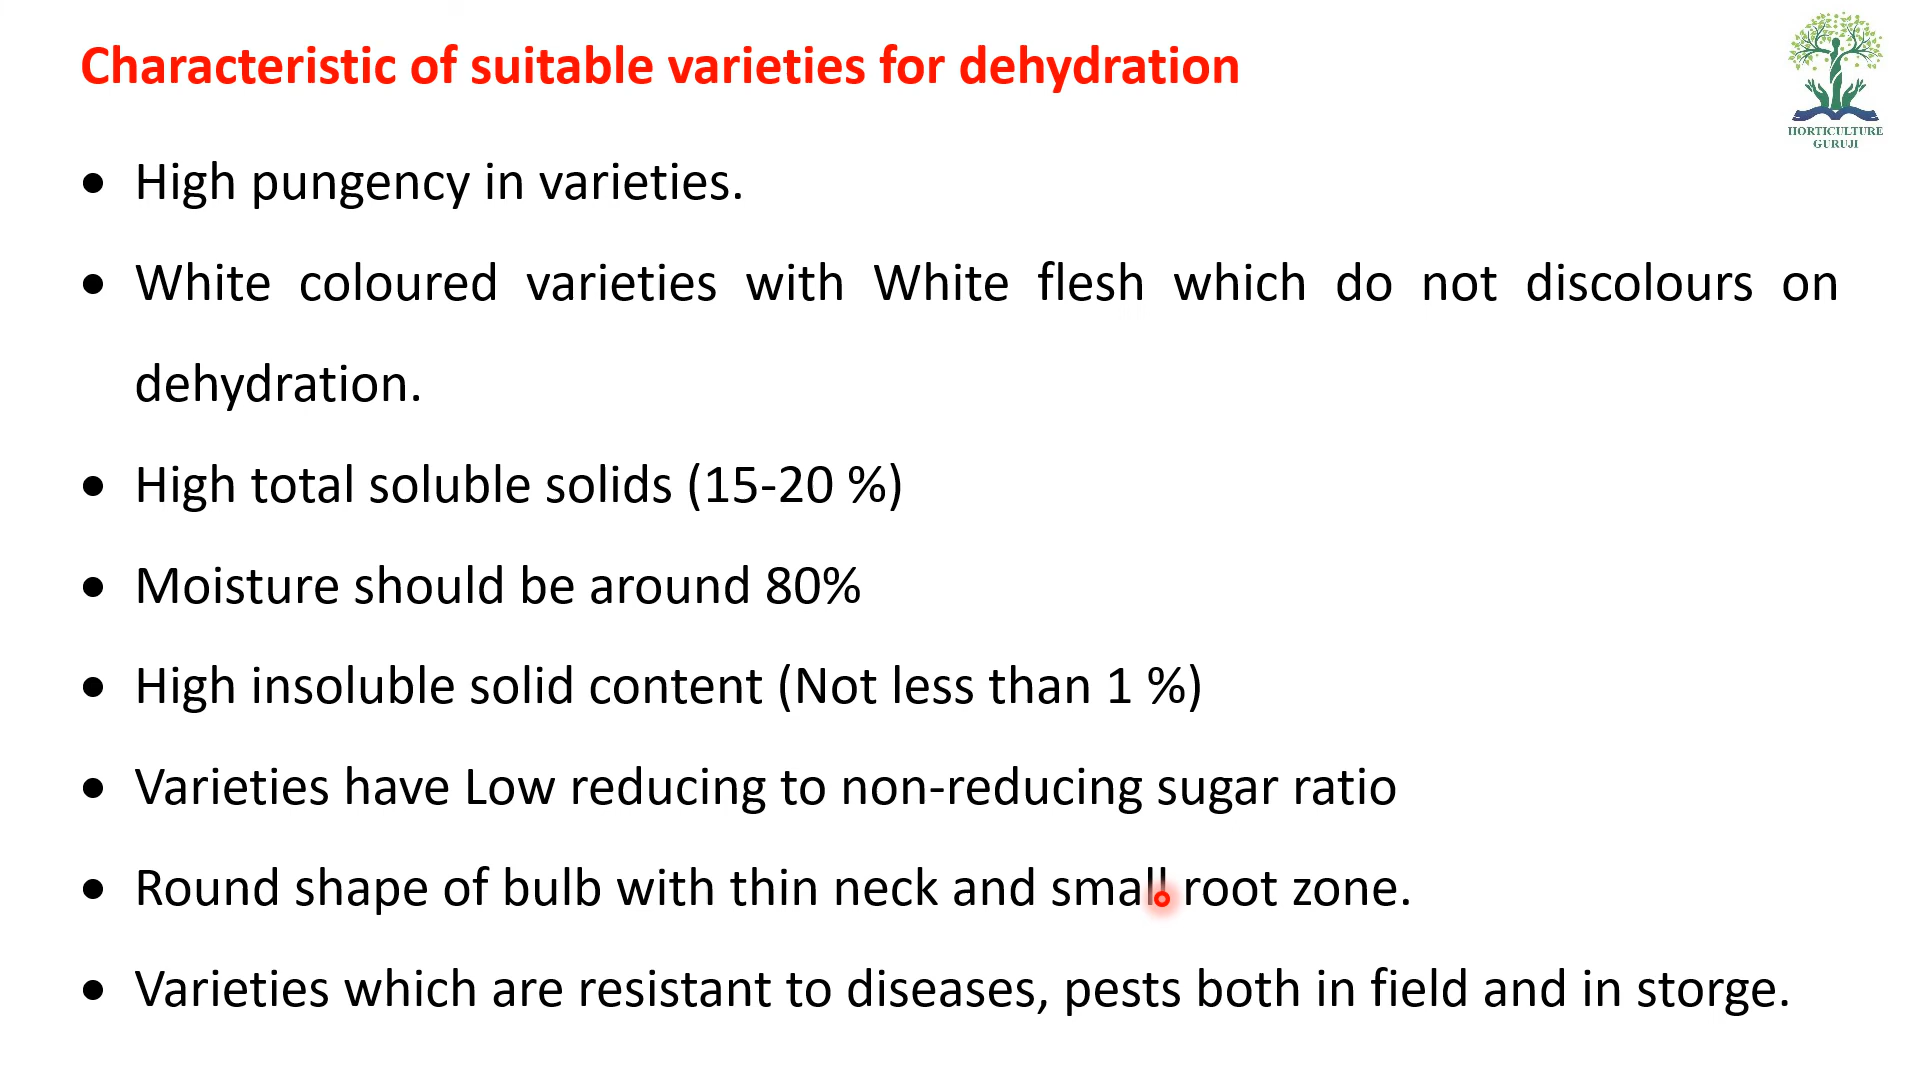 Characteristic of suitable varieties for dehydration
HORTICULTURE
GURUJI
• High pungency in varieties.
• White coloured varieties with White flesh which do not discolours on
dehydration.
• High total soluble solids (15-20 %)
• Moisture should be around 80%
• High insoluble solid content (Not less than 1 %)
• Varieties have Low reducing to non-reducing sugar ratio
• Round shape of bulb with thin neck and small root zone.
• Varieties which are resistant to diseases, pests both in field and in storge.